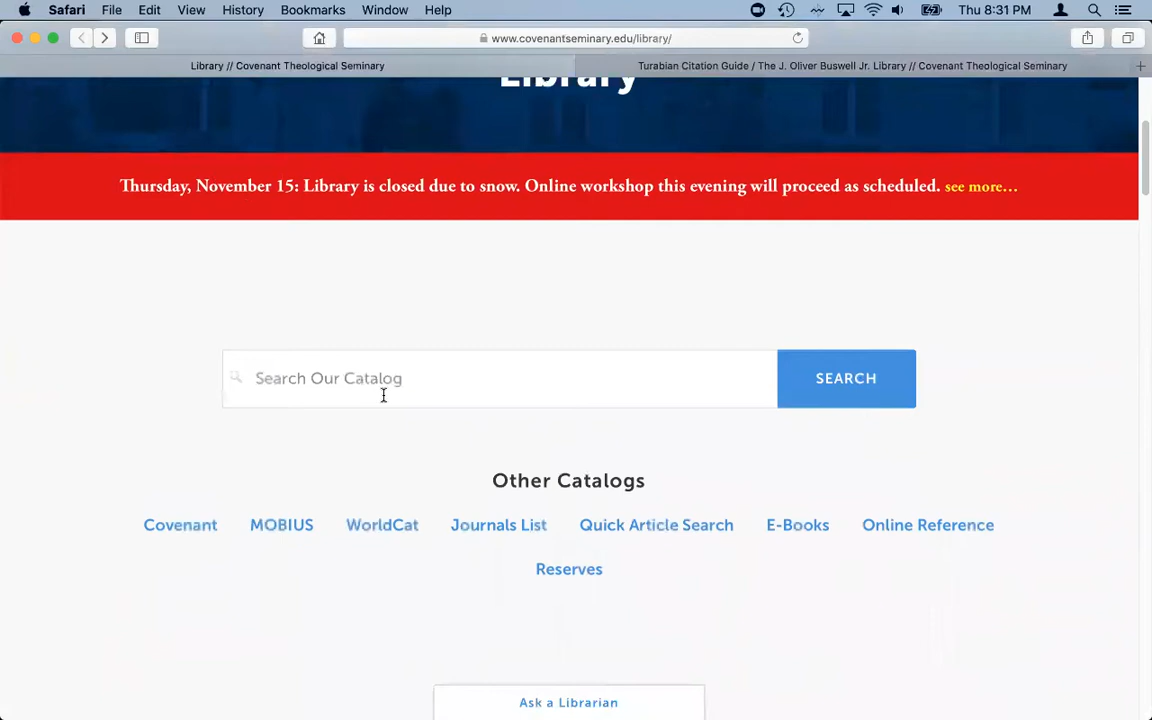 Safari File Edit View History Bookmarks Window Help Thu 8:31 PM
www.covenantseminary.edu/library/
Library // Covenant Theological Seminary
Turabian Citation Guide / The J. Oliver Buswell Jr. Library // Covenant Theological Seminary
Library
Thursday, November 15: Library is closed due to snow. Online workshop this evening will proceed as scheduled. see more...
Search Our Catalog
SEARCH
Other Catalogs
Covenant MOBIUS WorldCat Journals List Quick Article Search E-Books Online Reference
Reserves
Ask a Librarian